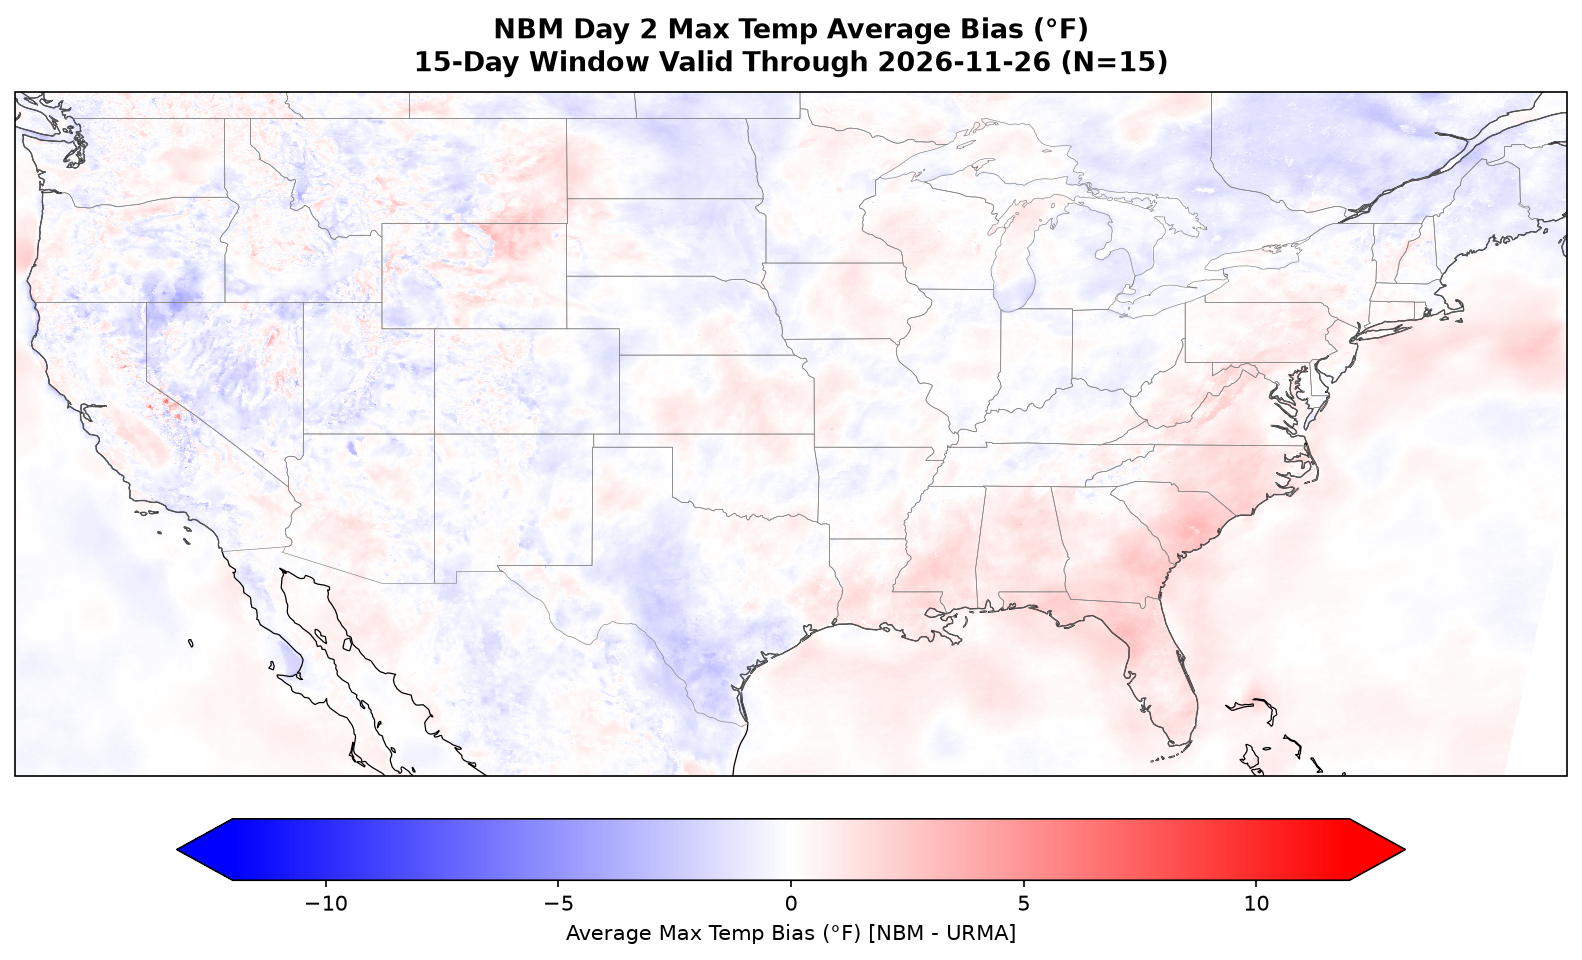 NBM Day 2 Max Temp Average Bias (°F)
15-Day Window Valid Through 2026-11-26 (N=15)
−10 −5 0 5 10
Average Max Temp Bias (°F) [NBM - URMA]